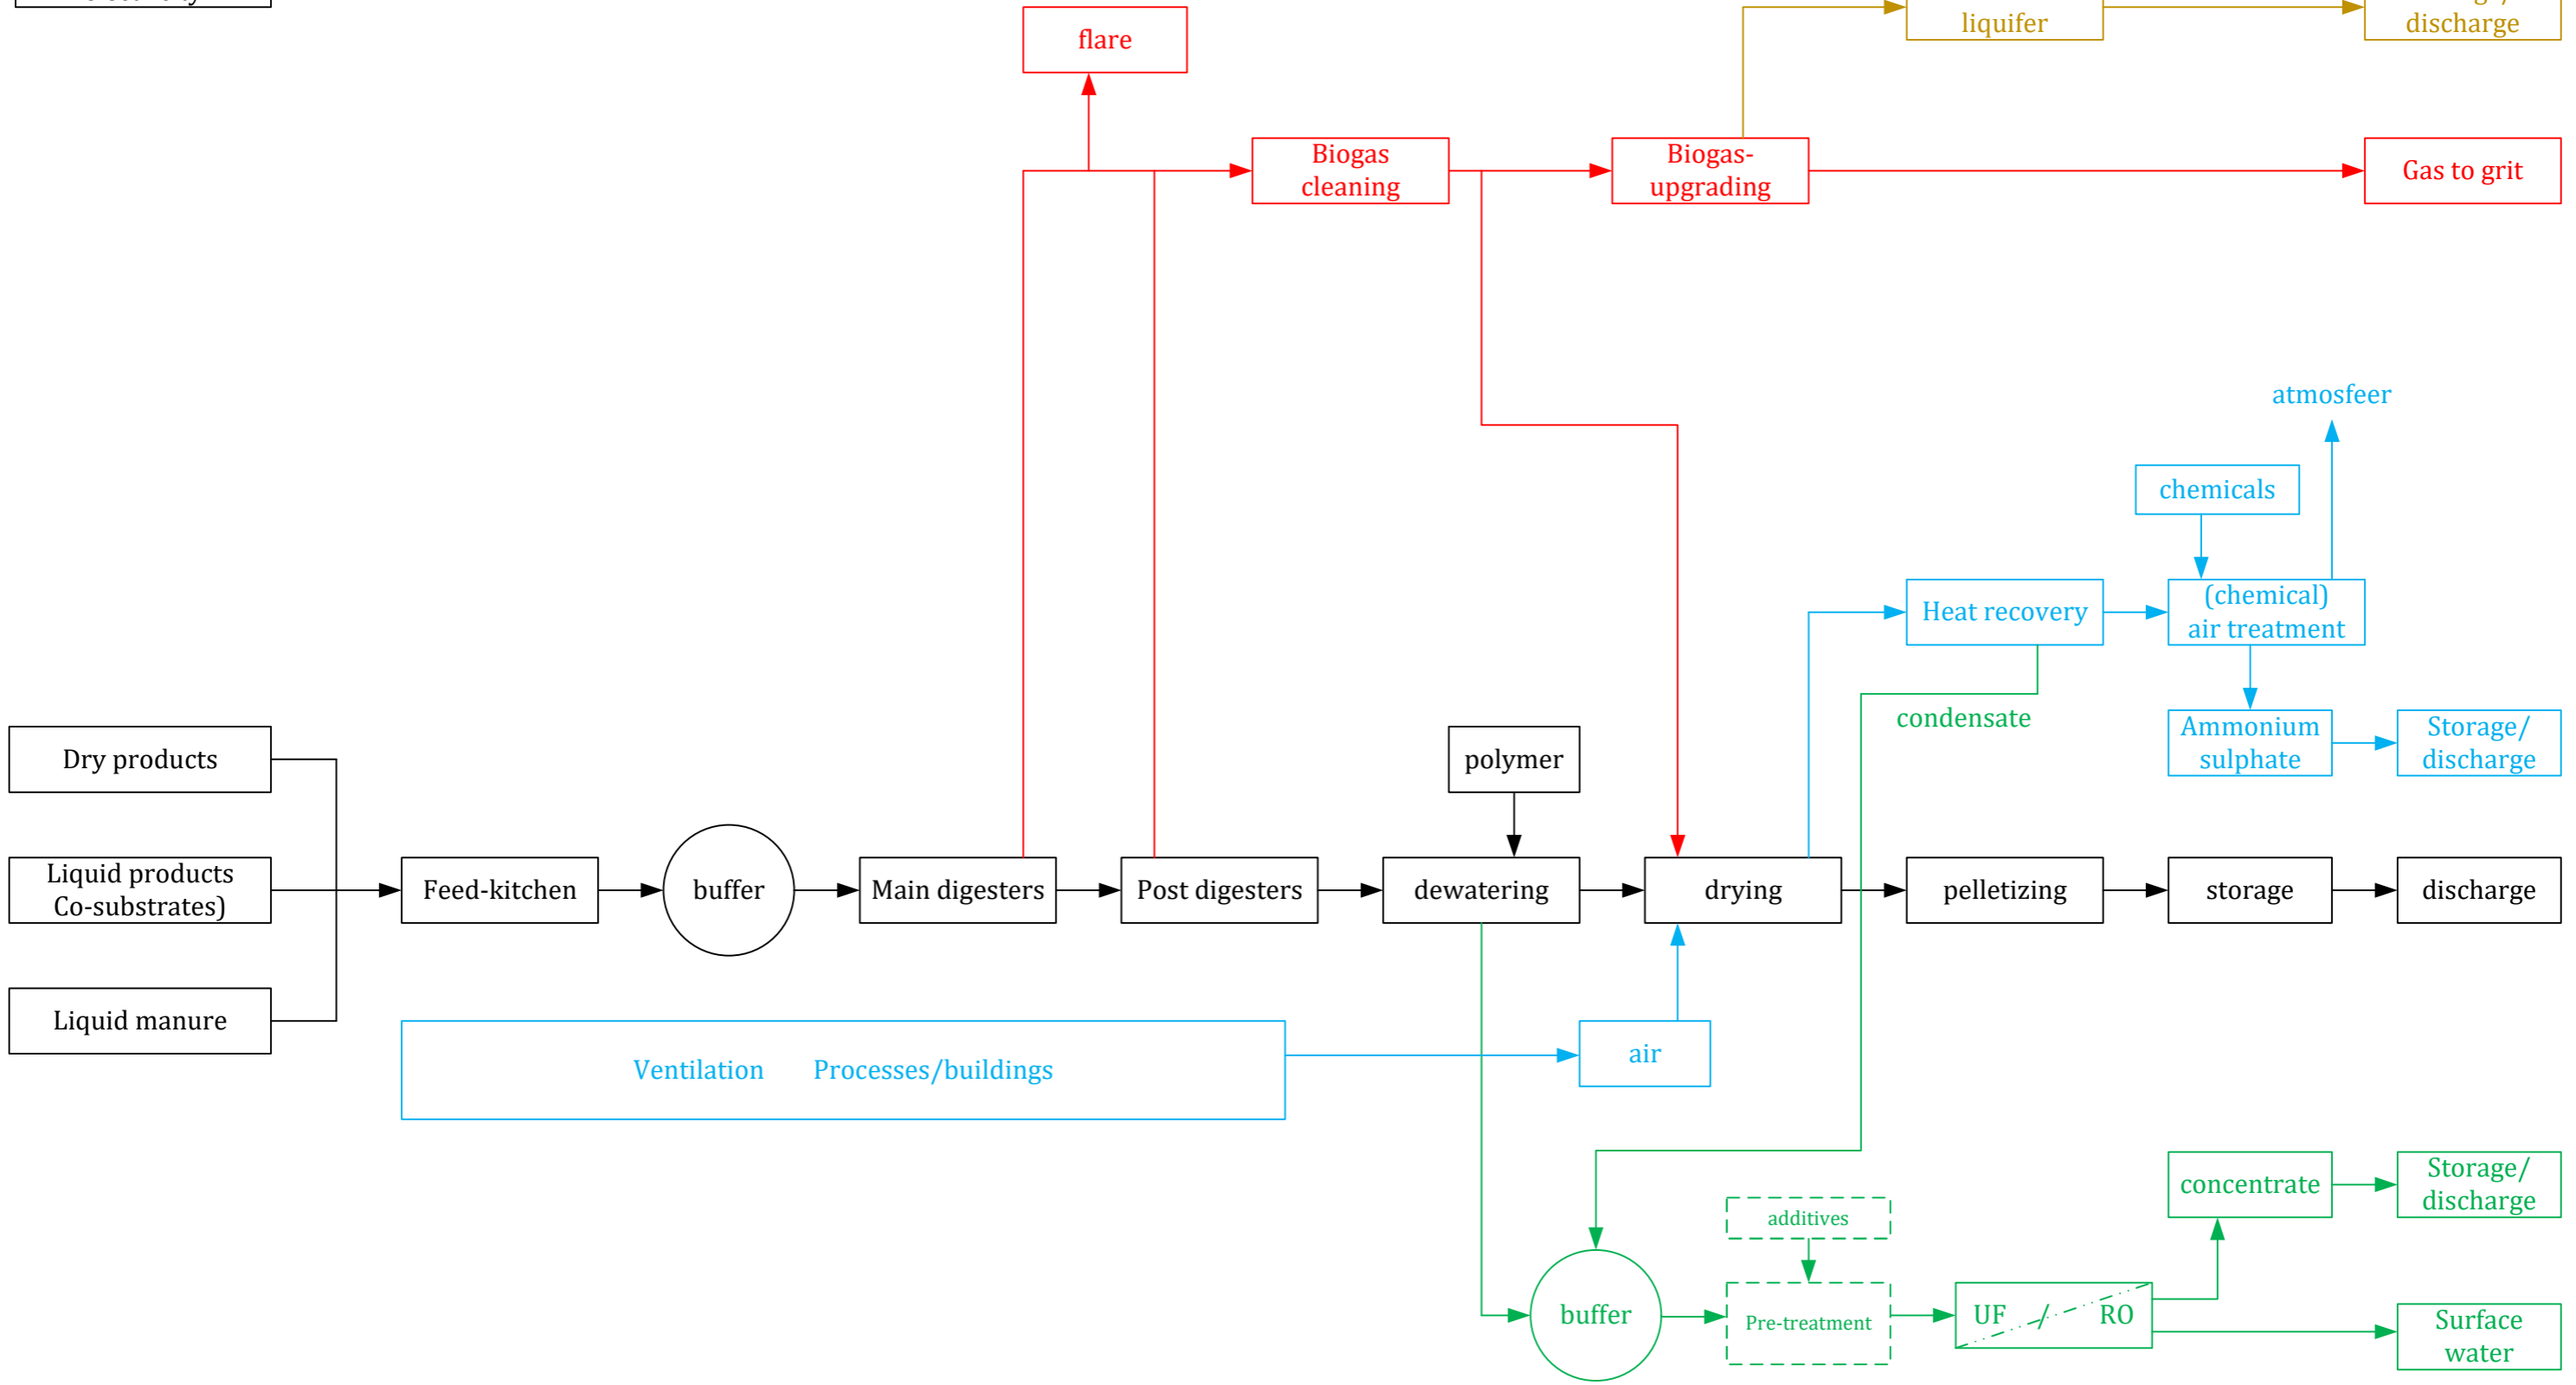 liquifer
discharge
flare
Biogas
cleaning
Biogas-
upgrading
Gas to grit
atmosfeer
chemicals
Heat recovery
(chemical)
air treatment
condensate
Ammonium
sulphate
Storage/
discharge
Dry products
polymer
Liquid products
Co-substrates)
Feed-kitchen
buffer
Main digesters
Post digesters
dewatering
drying
pelletizing
storage
discharge
Liquid manure
Ventilation Processes/buildings
air
concentrate
Storage/
discharge
additives
buffer
Pre-treatment
UF / RO
Surface
water